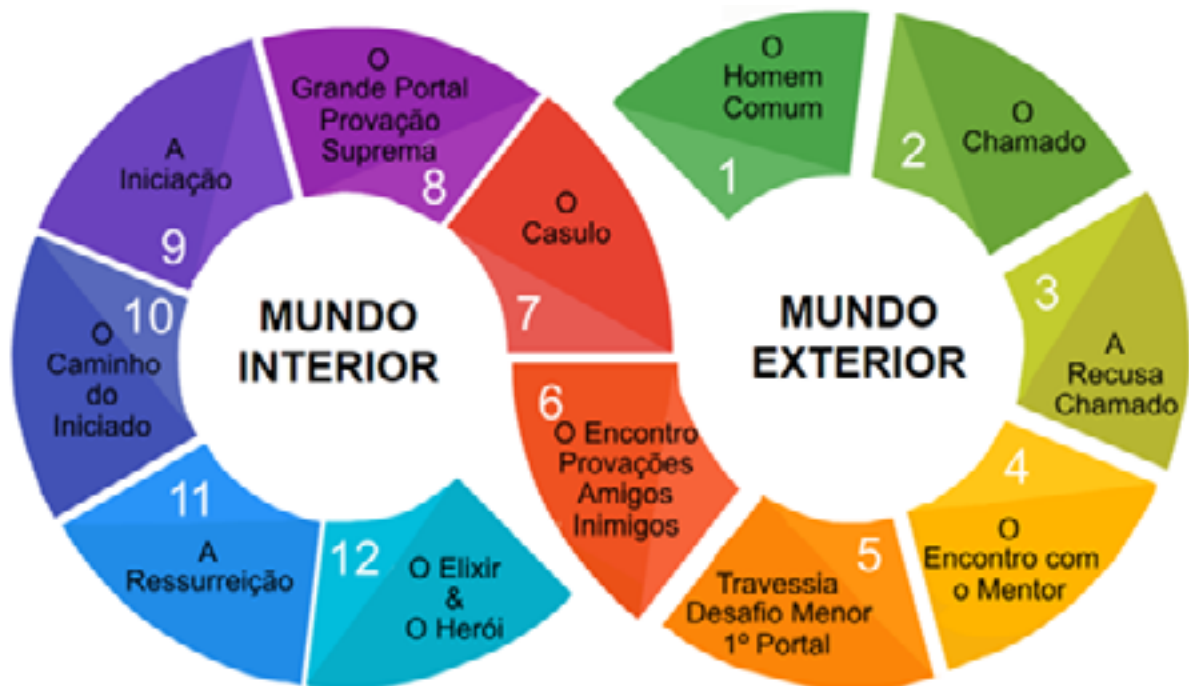 O
Homem
Comum
1
O
Chamado
2
3
A
Recusa
Chamado
4
O
Encontro com
o Mentor
5
Travessia
Desafio Menor
1º Portal
6
O Encontro
Provações
Amigos
Inimigos
O
Casulo
7
O
Grande Portal
Provação
Suprema
8
A
Iniciação
9
10
O
Caminho
do
Iniciado
11
A
Ressurreição
12
O Elixir
&
O Herói
MUNDO
INTERIOR
MUNDO
EXTERIOR